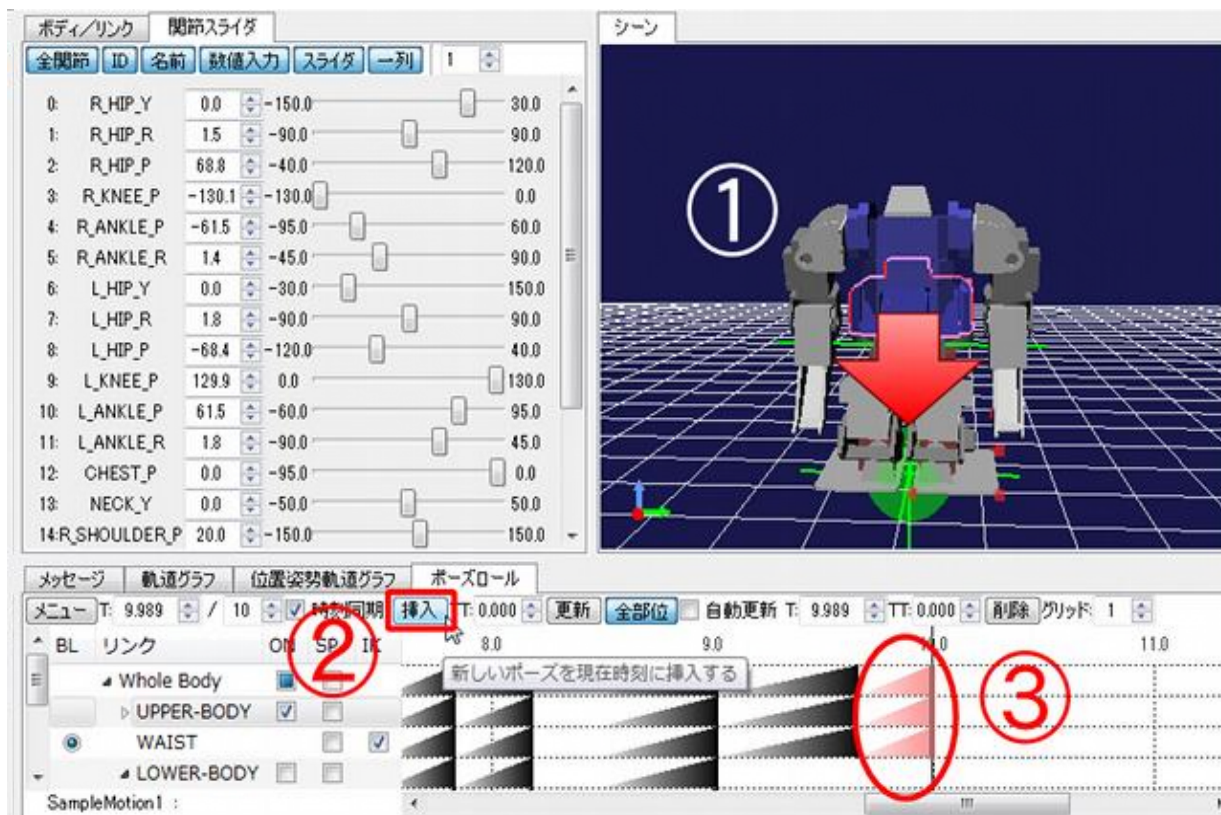 ボディ/リンク 関節スライダ
全関節 ID 名前 数値入力 スライダ 一列 1
0: R_HIP_Y 0.0 -150.0 30.0
1: R_HIP_R 1.5 -90.0 90.0
2: R_HIP_P 68.8 -40.0 120.0
3: R_KNEE_P -130.1 -130.0 0.0
4: R_ANKLE_P -61.5 -95.0 60.0
5: R_ANKLE_R 1.4 -45.0 90.0
6: L_HIP_Y 0.0 -30.0 150.0
7: L_HIP_R 1.8 -90.0 90.0
8: L_HIP_P -68.4 -120.0 40.0
9: L_KNEE_P 129.9 0.0 130.0
10: L_ANKLE_P 61.5 -60.0 95.0
11: L_ANKLE_R 1.8 -90.0 45.0
12: CHEST_P 0.0 -95.0 0.0
13: NECK_Y 0.0 -50.0 50.0
14:R_SHOULDER_P 20.0 -150.0 150.0
シーン
①
メッセージ 軌道グラフ 位置姿勢軌道グラフ ポーズロール
メニュー T: 9.989 / 10 時刻同期 挿入 TT: 0.000 更新 全部位 自動更新 T: 9.989 TT: 0.000 削除 グリッド: 1
BL リンク ON SP IK 8.0 9.0 11.0
②
新しいポーズを現在時刻に挿入する
③
Whole Body
UPPER-BODY
WAIST
LOWER-BODY
SampleMotion1 :